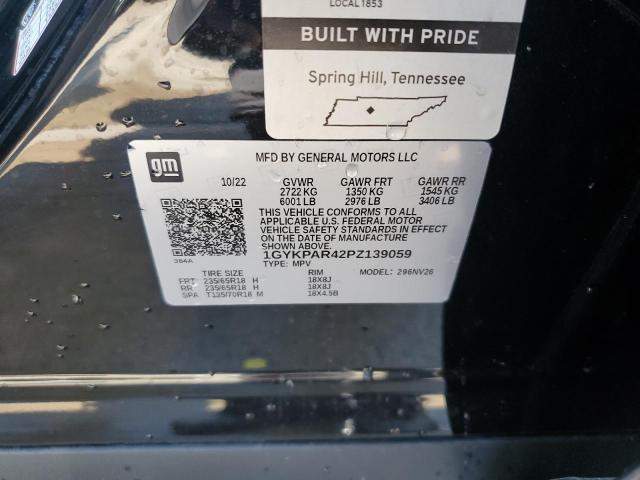 LOCAL 1853
BUILT WITH PRIDE
Spring Hill, Tennessee
gm
MFD BY GENERAL MOTORS LLC
10/22 GVWR GAWR FRT GAWR RR
2722 KG 1350 KG 1545 KG
6001 LB 2976 LB 3406 LB
THIS VEHICLE CONFORMS TO ALL
APPLICABLE U.S. FEDERAL MOTOR
VEHICLE SAFETY STANDARDS IN
EFFECT ON THE DATE OF MANUFACTURE
SHOWN ABOVE.
1GYKPAR42PZ139059
384A
TYPE: MPV MODEL: 296NV26
TIRE SIZE RIM
FRT 235/65R18 H 18X8J
RR 235/65R18 H 18X8J
SPA T135/70R18 M 18X4.5B